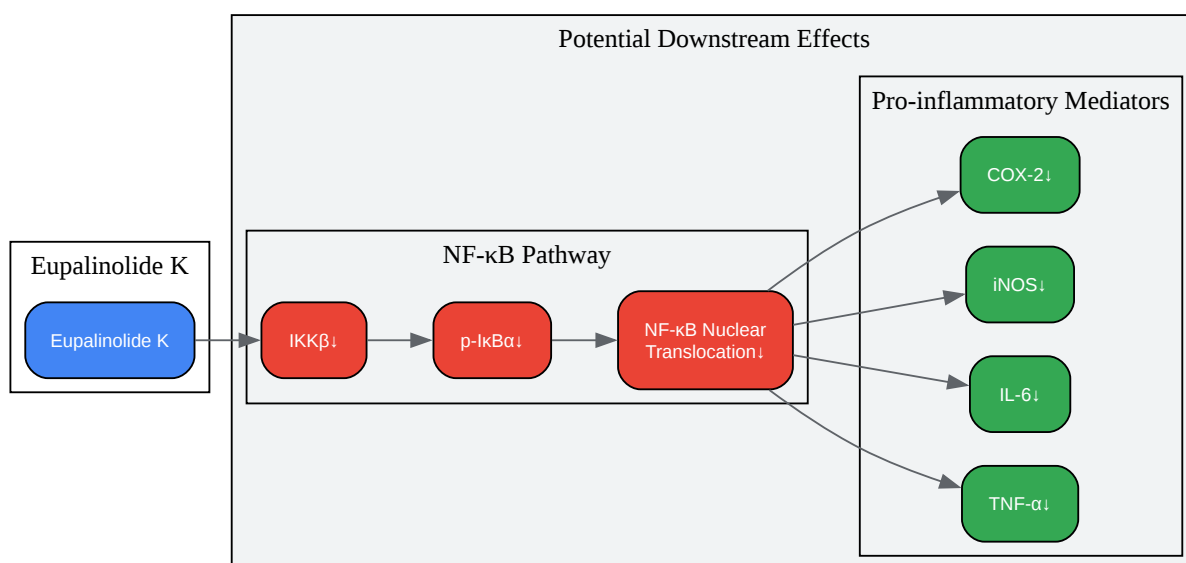 Potential Downstream Effects
Pro-inflammatory Mediators
COX-2↓
NF-κB Pathway
Eupalinolide K
iNOS↓
Eupalinolide K
IKKβ↓
p-IκBα↓
NF-κB Nuclear
Translocation↓
IL-6↓
TNF-α↓